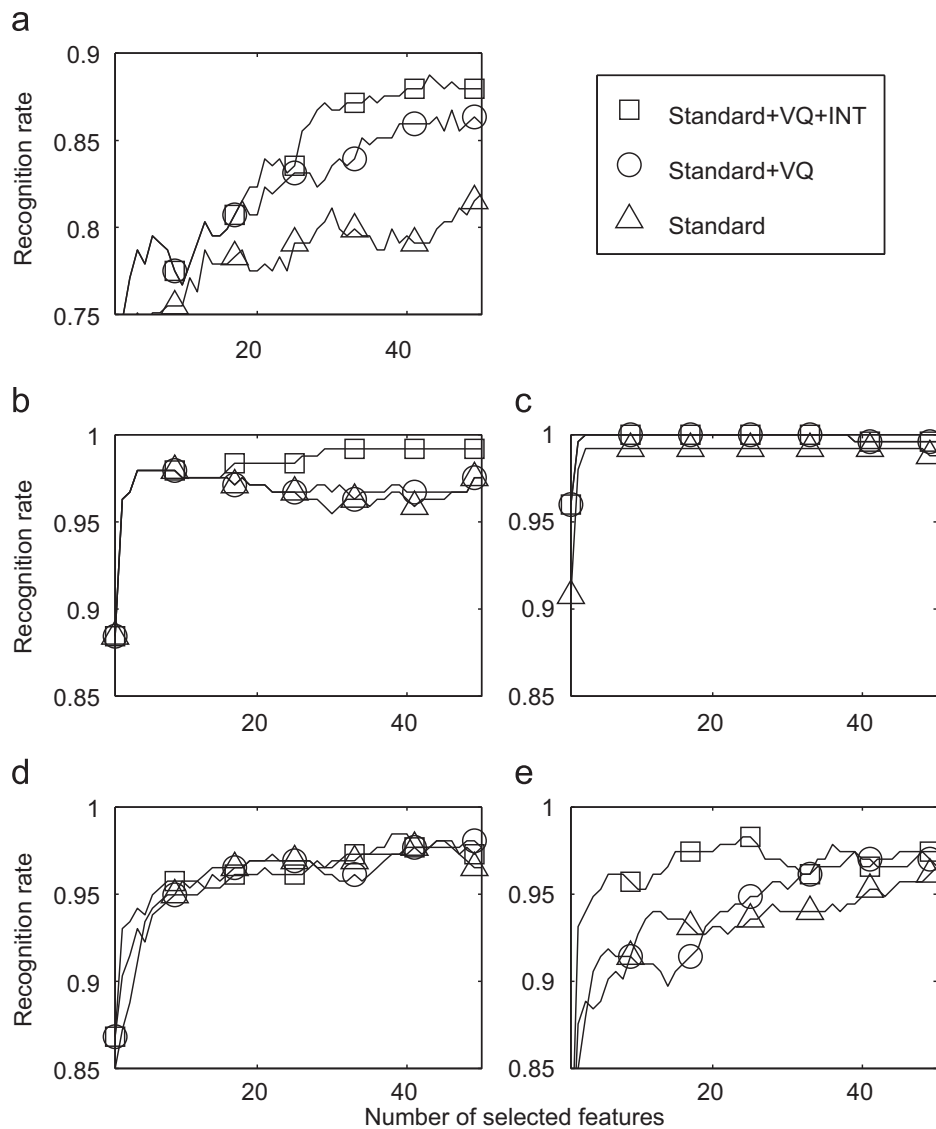 a
0.9
0.85
0.8
0.75
Recognition rate
20
40
Standard+VQ+INT
Standard+VQ
Standard
b
1
0.95
0.9
0.85
Recognition rate
20
40
c
1
0.95
0.9
0.85
20
40
d
1
0.95
0.9
0.85
Recognition rate
20
40
e
1
0.95
0.9
0.85
20
40
Number of selected features